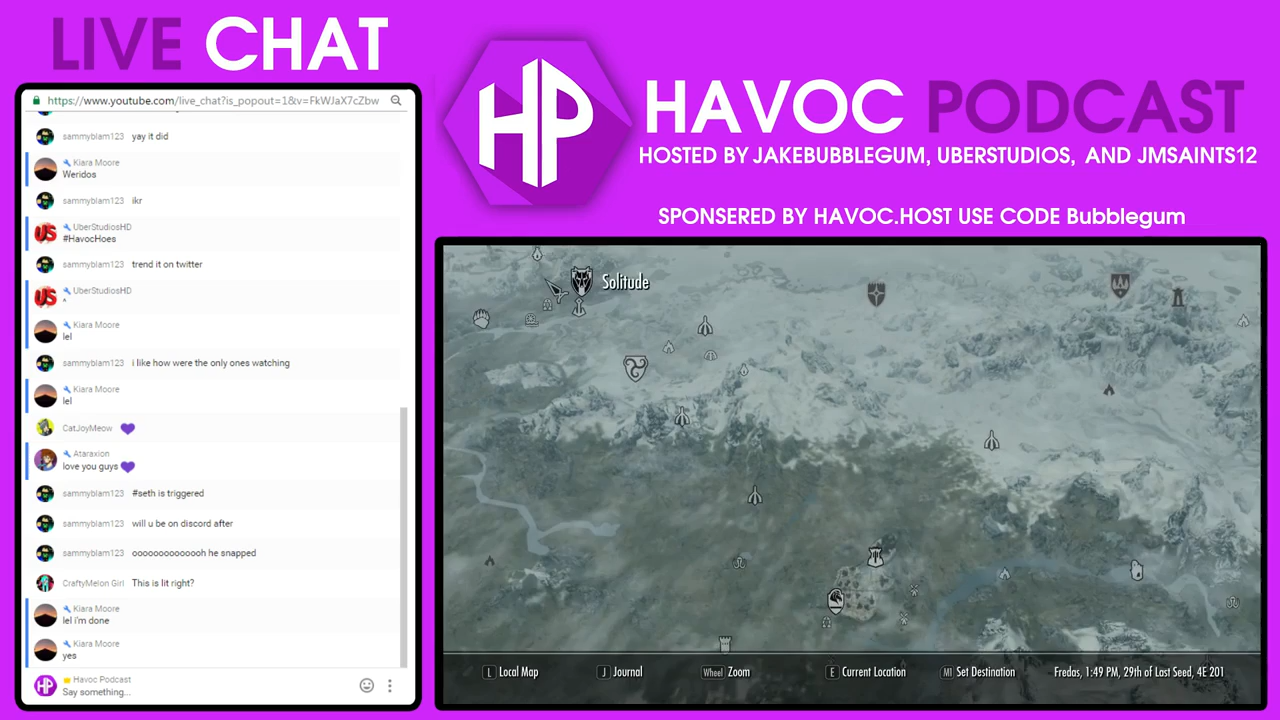 LIVE CHAT
https://www.youtube.com/live_chat?is_popout=1&v=FkWJaX7cZbw
sammyblam123 yay it did
Kiara Moore
Weridos
sammyblam123 ikr
UberStudiosHD
#HavocHoes
sammyblam123 trend it on twitter
UberStudiosHD
^
Kiara Moore
lel
sammyblam123 i like how were the only ones watching
Kiara Moore
lel
CatJoyMeow
Ataraxion
love you guys
sammyblam123 #seth is triggered
sammyblam123 will u be on discord after
sammyblam123 ooooooooooooooh he snapped
CraftyMelon Girl This is lit right?
Kiara Moore
lel i'm done
Kiara Moore
yes
Havoc Podcast
Say something...
HP
HP
HAVOC PODCAST
HOSTED BY JAKEBUBBLEGUM, UBERSTUDIOS, AND JMSAINTS12
SPONSERED BY HAVOC.HOST USE CODE Bubblegum
Solitude
L Local Map
J Journal
Wheel Zoom
E Current Location
M1 Set Destination
Fredas, 1:49 PM, 29th of Last Seed, 4E 201